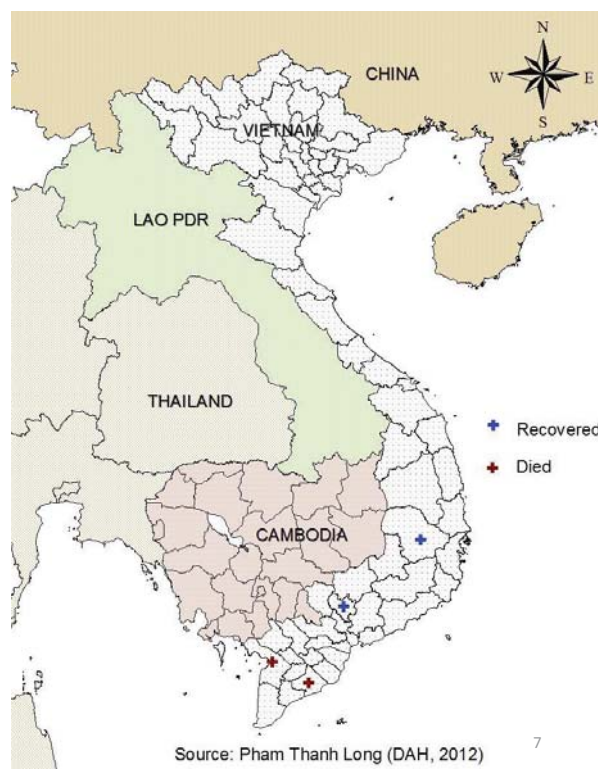 N
CHINA
W E
S
VIETNAM
LAO PDR
THAILAND
Recovered
Died
CAMBODIA
7
Source: Pham Thanh Long (DAH, 2012)